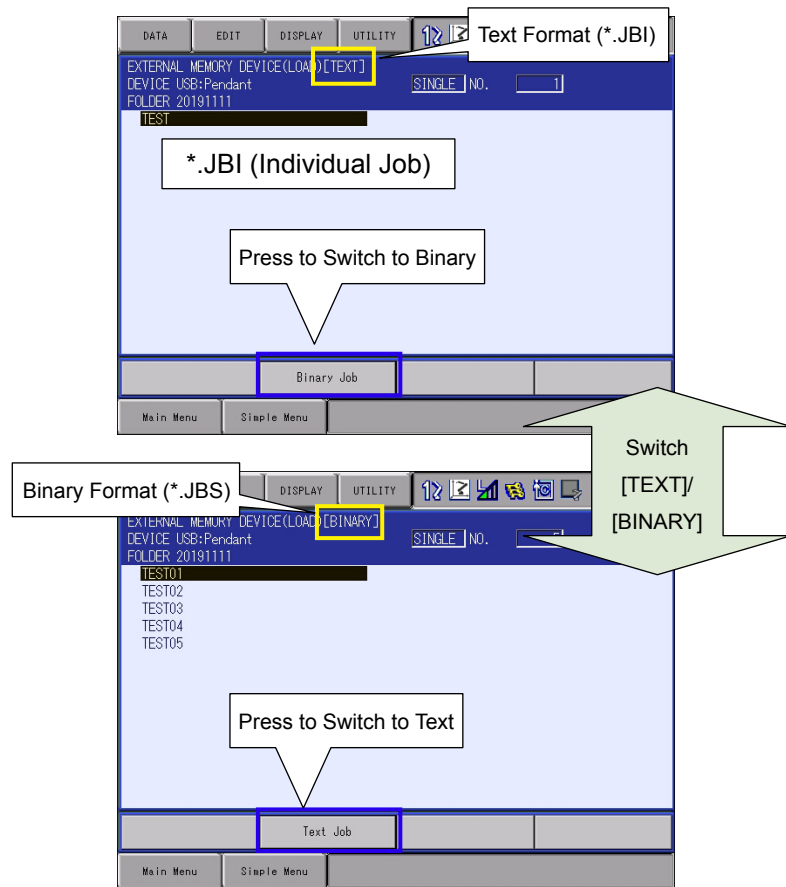 DATA EDIT DISPLAY UTILITY
Text Format (*.JBI)
EXTERNAL MEMORY DEVICE(LOAD)[TEXT]
DEVICE USB:Pendant SINGLE NO. 1
FOLDER 20191111
TEST
*.JBI (Individual Job)
Press to Switch to Binary
Binary Job
Main Menu Simple Menu
Switch
[TEXT]/
[BINARY]
Binary Format (*.JBS)
DISPLAY UTILITY
EXTERNAL MEMORY DEVICE(LOAD)[BINARY]
DEVICE USB:Pendant SINGLE NO. 5
FOLDER 20191111
TEST01
TEST02
TEST03
TEST04
TEST05
Press to Switch to Text
Text Job
Main Menu Simple Menu